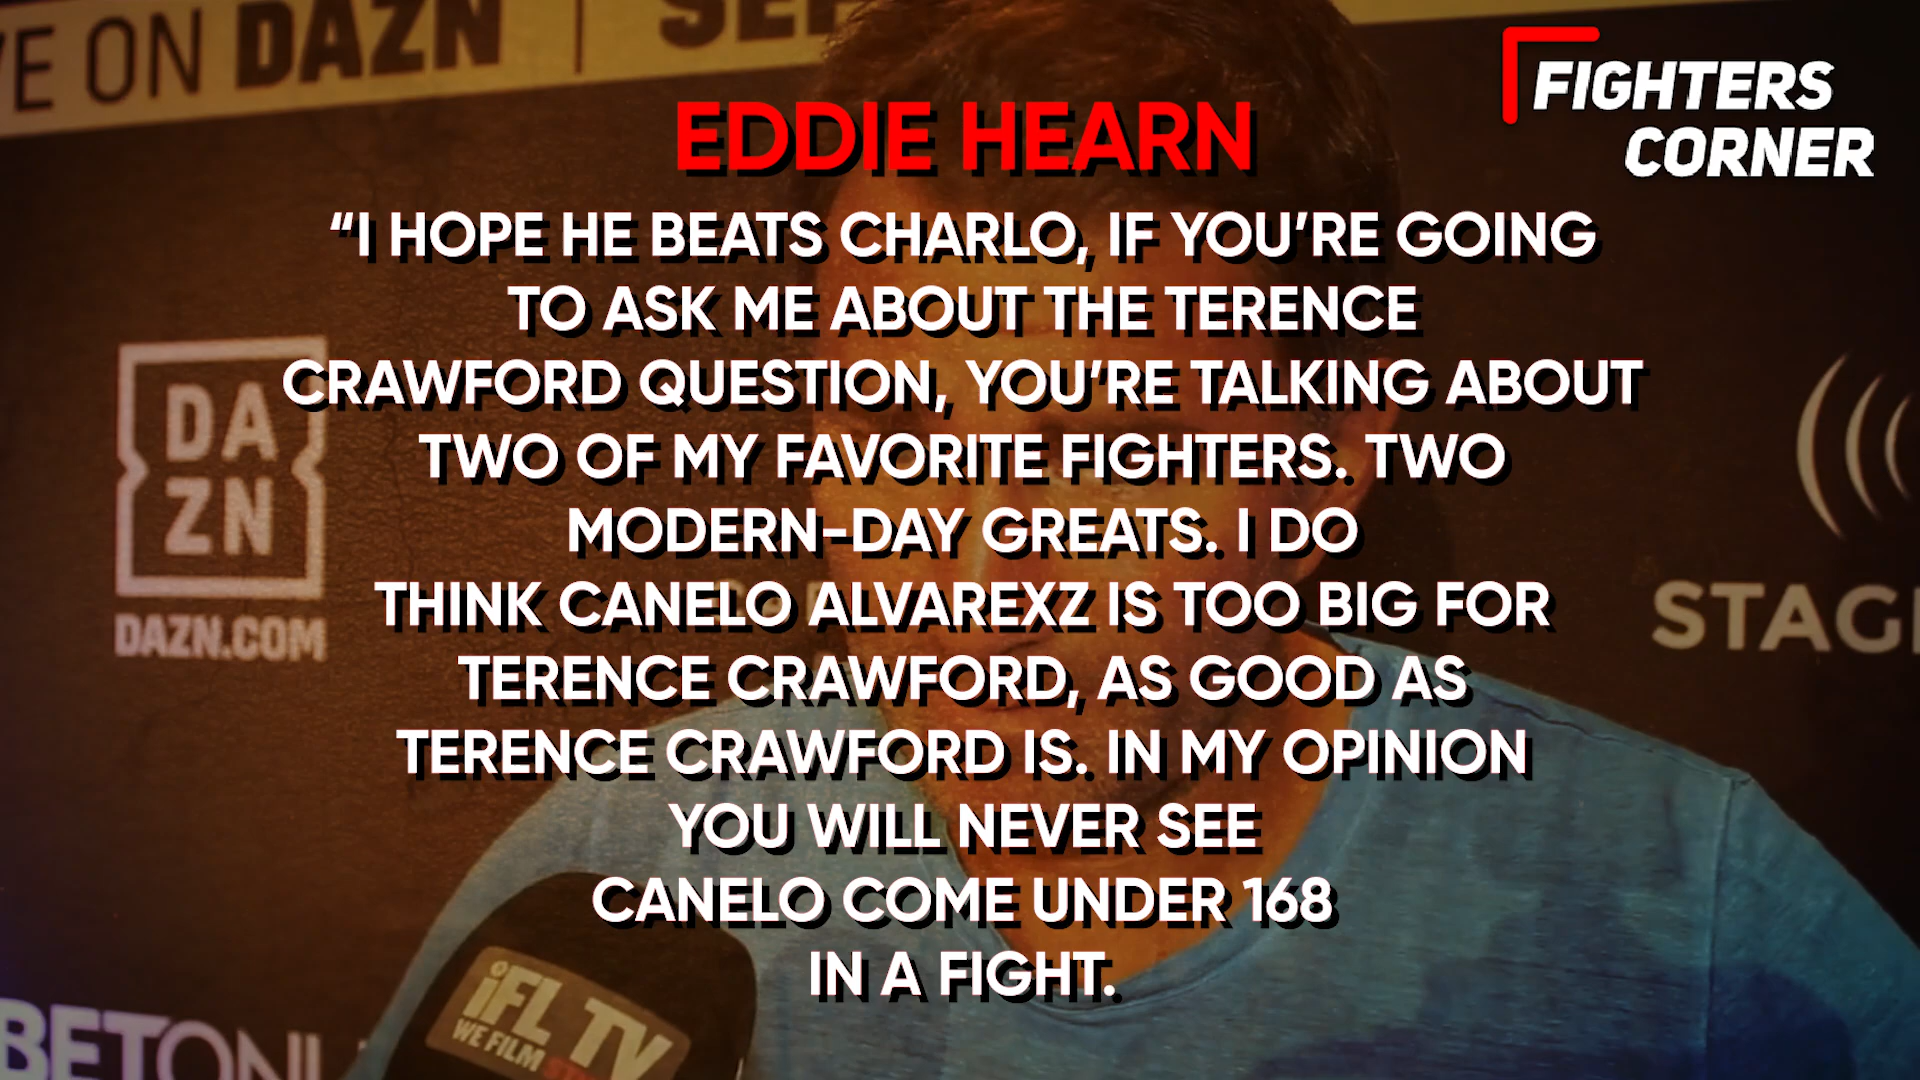 E ON DAZN | SEP
FIGHTERS
CORNER
EDDIE HEARN
“I HOPE HE BEATS CHARLO, IF YOU’RE GOING
TO ASK ME ABOUT THE TERENCE
CRAWFORD QUESTION, YOU’RE TALKING ABOUT
TWO OF MY FAVORITE FIGHTERS. TWO
MODERN-DAY GREATS. I DO
THINK CANELO ALVAREXZ IS TOO BIG FOR
TERENCE CRAWFORD, AS GOOD AS
TERENCE CRAWFORD IS. IN MY OPINION
YOU WILL NEVER SEE
CANELO COME UNDER 168
IN A FIGHT.
DA
ZN
DAZN.COM
STAG
BETONL
iFL TV
WE FILM